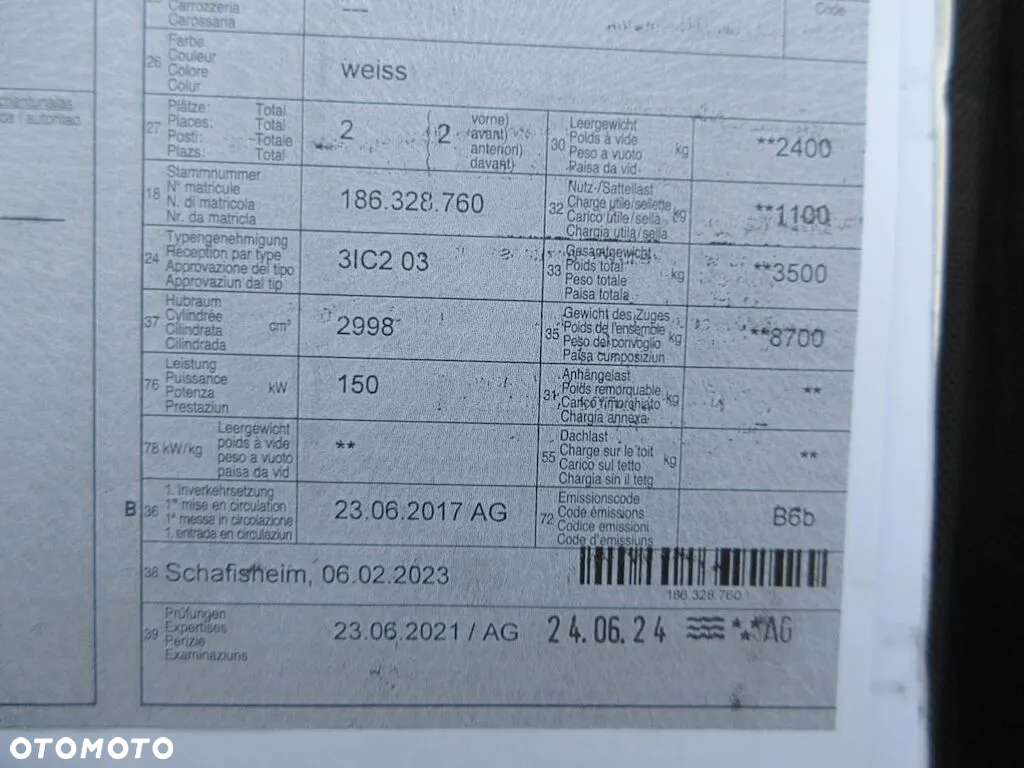 Carrozzeria
Carossaria
---
Code
26 Farbe
Couleur
Colore
Colur
weiss
27 Plätze: Total
Places: Total
Posti: Totale
Plazs: Total
2
2
vorne)
avant)
anterion)
davant)
30 Leergewicht
Poids à vide
Peso a vuoto
Paisa da vid
kg
**2400
18 Stammnummer
N° matricule
N. di matricola
Nr. da matricla
186.328.760
32 Nutz-/Sattellast
Charge utile/sellette
Carico utile/sella
Chargia utila/sella
kg
**1100
24 Typengenehmigung
Réception par type
Approvazione del tipo
Approvaziun dal tip
3IC2 03
33 Gesamtgewicht
Poids total
Peso totale
Paisa totala
kg
**3500
37 Hubraum
Cylindrée
Cilindrata
Cilindrada
cm³
2998
35 Gewicht des Zuges
Poids de l'ensemble
Peso del convoglio
Paisa cumposiziun
kg
**8700
76 Leistung
Puissance
Potenza
Prestaziun
kW
150
31 Anhängelast
Poids remorquable
Carico rimorchiato
Chargia annexa
kg
**
78 kW/kg
Leergewicht
poids à vide
peso a vuoto
paisa da vid
**
55 Dachlast
Charge sur le toit
Carico sul tetto
Chargia sin il tetg
kg
**
B 36 1. Inverkehrsetzung
1re mise en circulation
1a messa in circolazione
1. entrada en circulaziun
23.06.2017 AG
72 Emissionscode
Code émissions
Codice emissioni
Code d'emissiuns
B6b
38 Schafisheim, 06.02.2023
186.328.760
39 Prüfungen
Expertises
Perizie
Examinaziuns
23.06.2021 / AG
24.06.24
AG
OTOMOTO